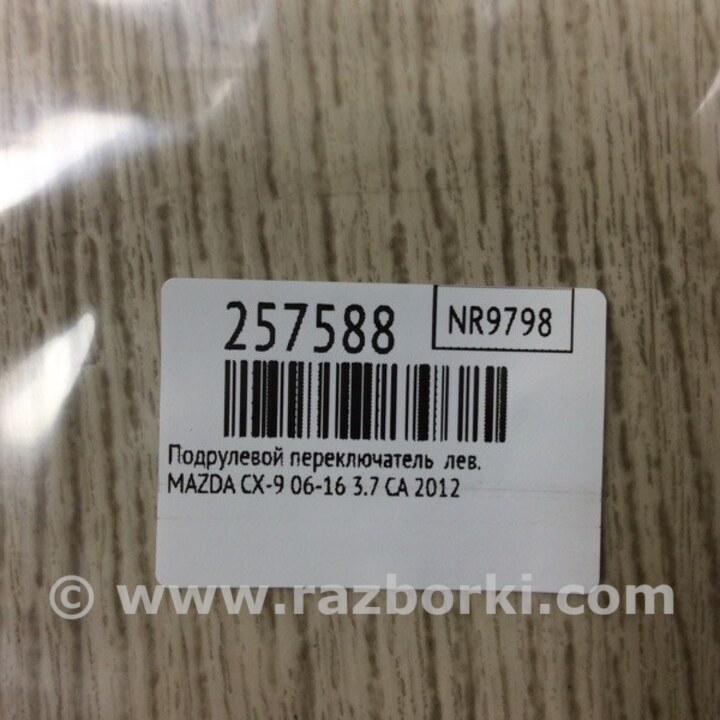 257588
NR9798
Подрулевой переключатель лев.
MAZDA CX-9 06-16 3.7 CA 2012
© www.razborki.com